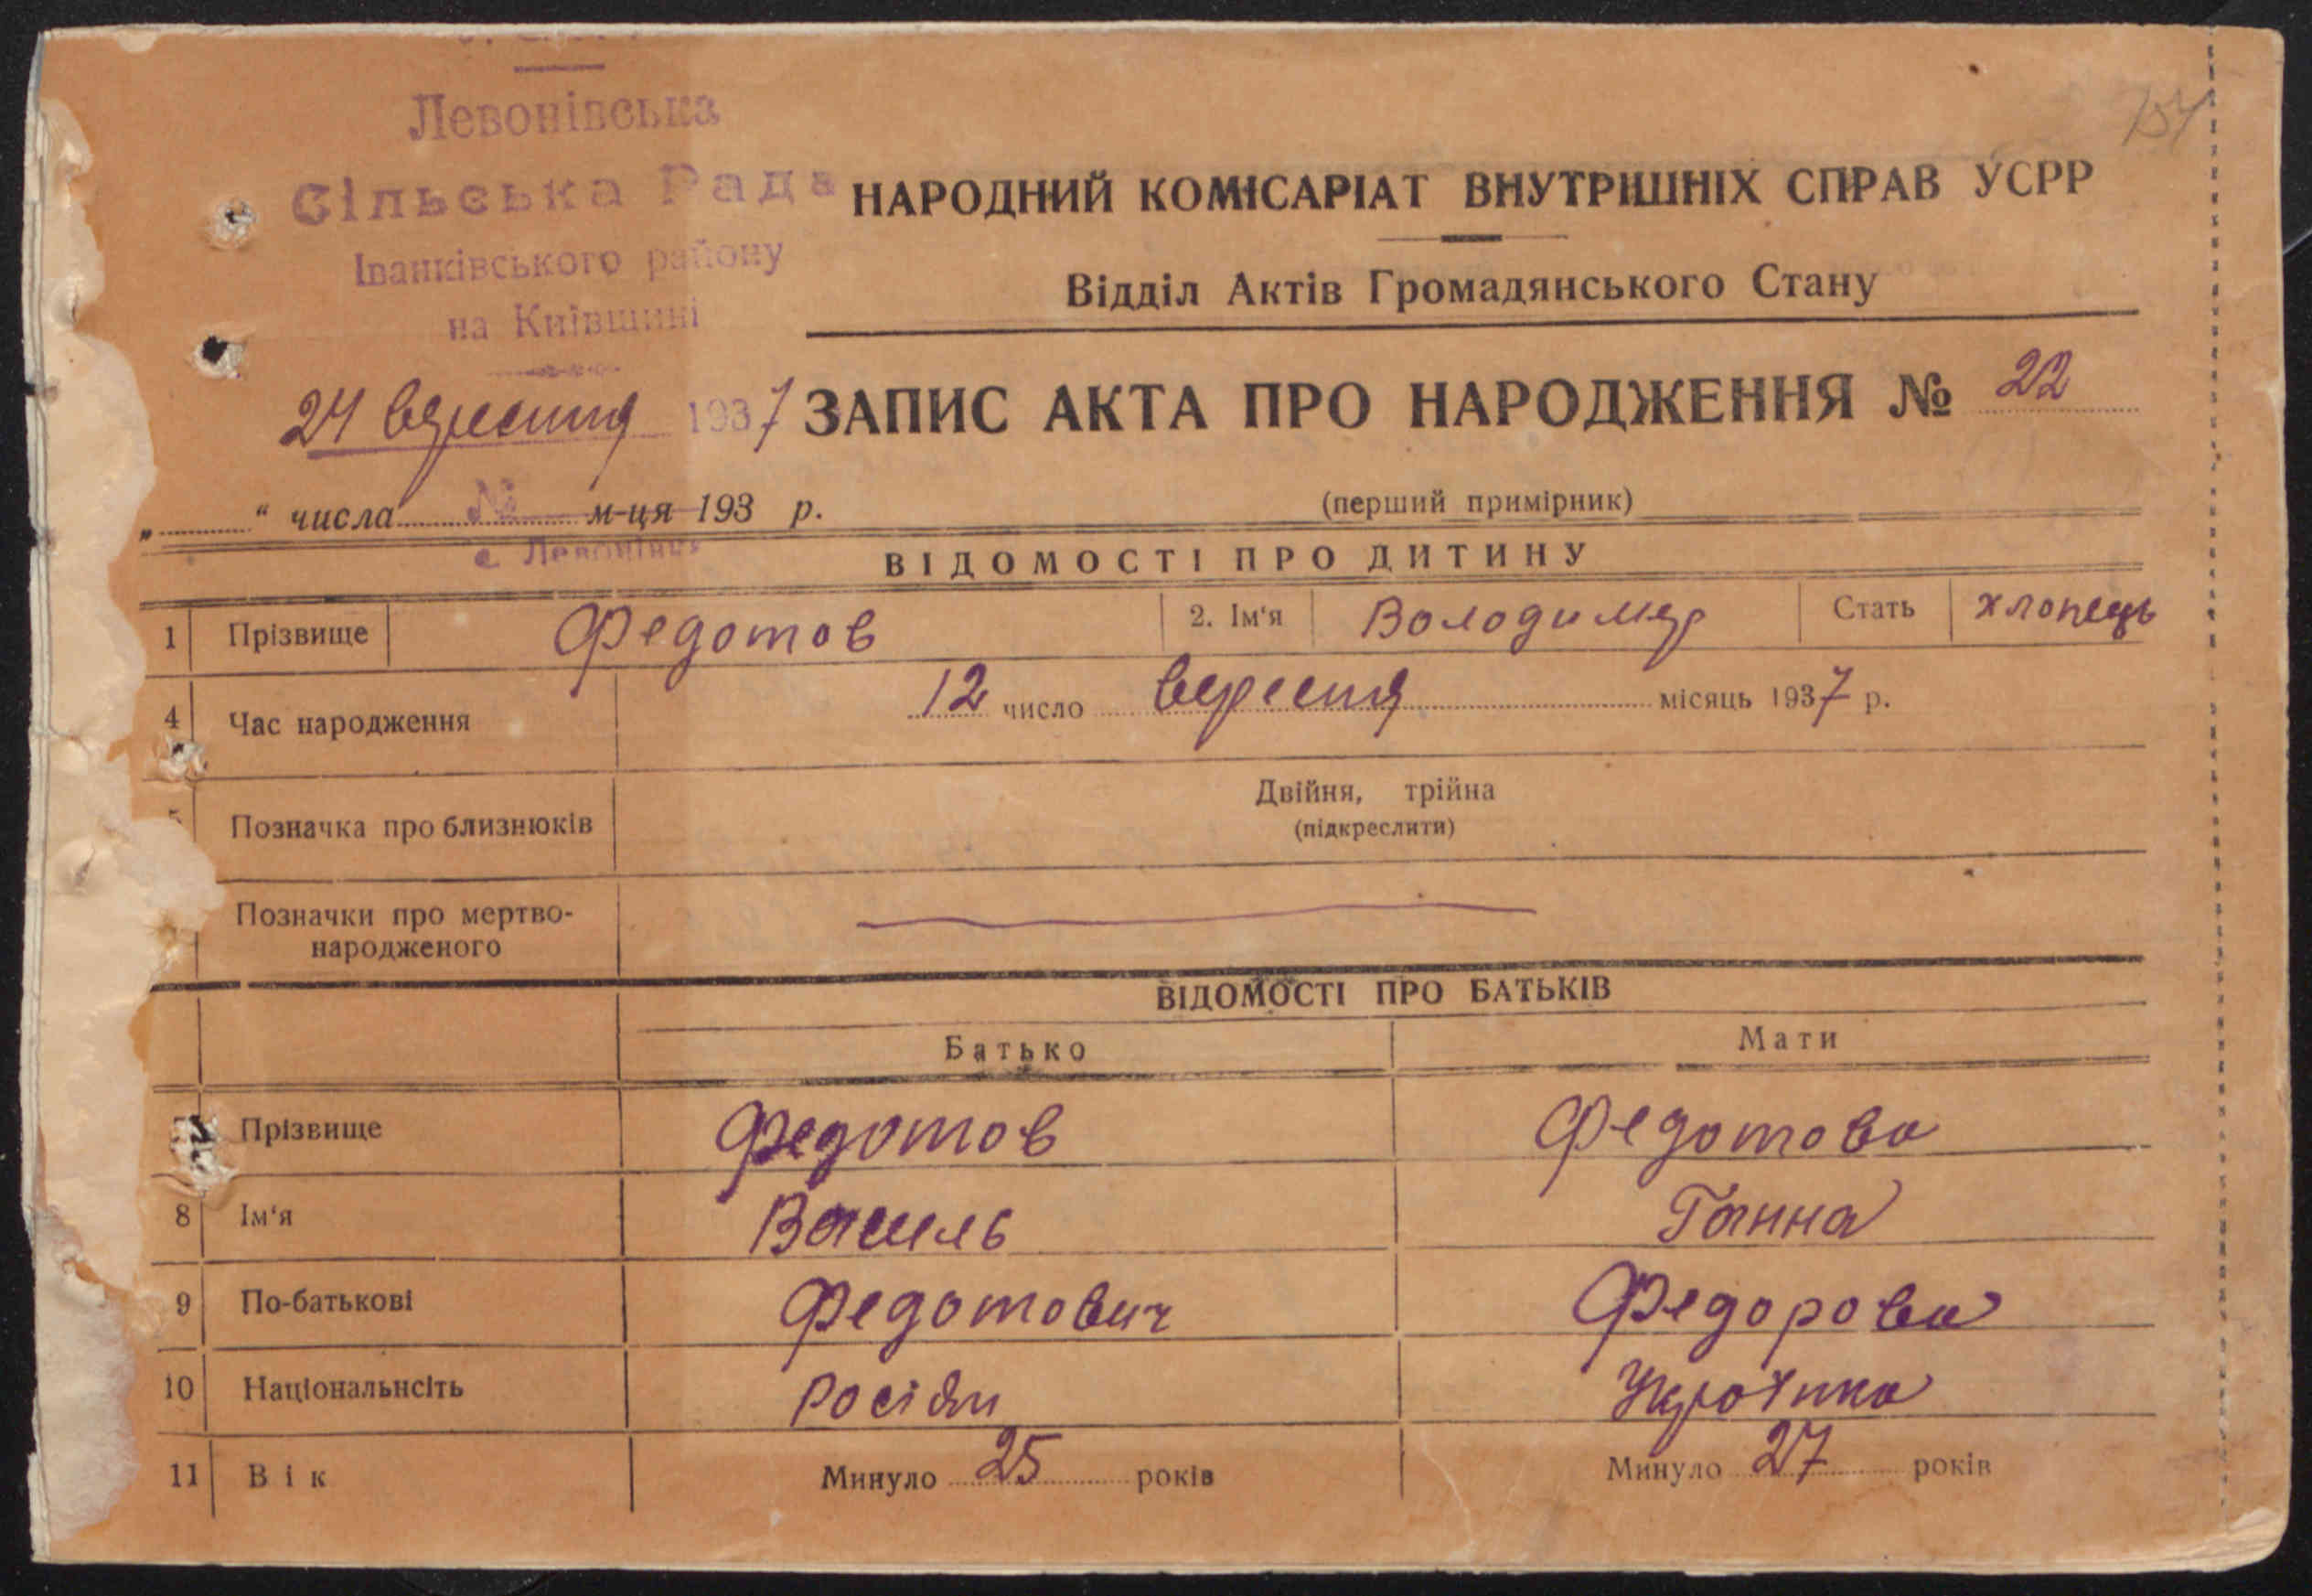 Левонівська
Сільська Рада
Іванківського району
на Київщині
24 вересня 1937
154
НАРОДНИЙ КОМІСАРІАТ ВНУТРІШНІХ СПРАВ УСРР
Відділ Актів Громадянського Стану
ЗАПИС АКТА ПРО НАРОДЖЕННЯ № 22
„ “ числа № м-ця 193 р.
(перший примірник)
с Левонівка
ВІДОМОСТІ ПРО ДИТИНУ
1 Прізвище Федотов 2. Ім'я Володимер Стать хлопець
4 Час народження 12 число вересня місяць 1937 р.
5 Позначка про близнюків Двійня, трійна
(підкреслити)
Позначки про мертво-
народженого
ВІДОМОСТІ ПРО БАТЬКІВ
Батько Мати
Прізвище Федотов Федотова
8 Ім'я Василь Ганна
9 По-батькові Федотович Федорова
10 Національнсіть Росіян Українка
11 Вік Минуло 25 років Минуло 27 років